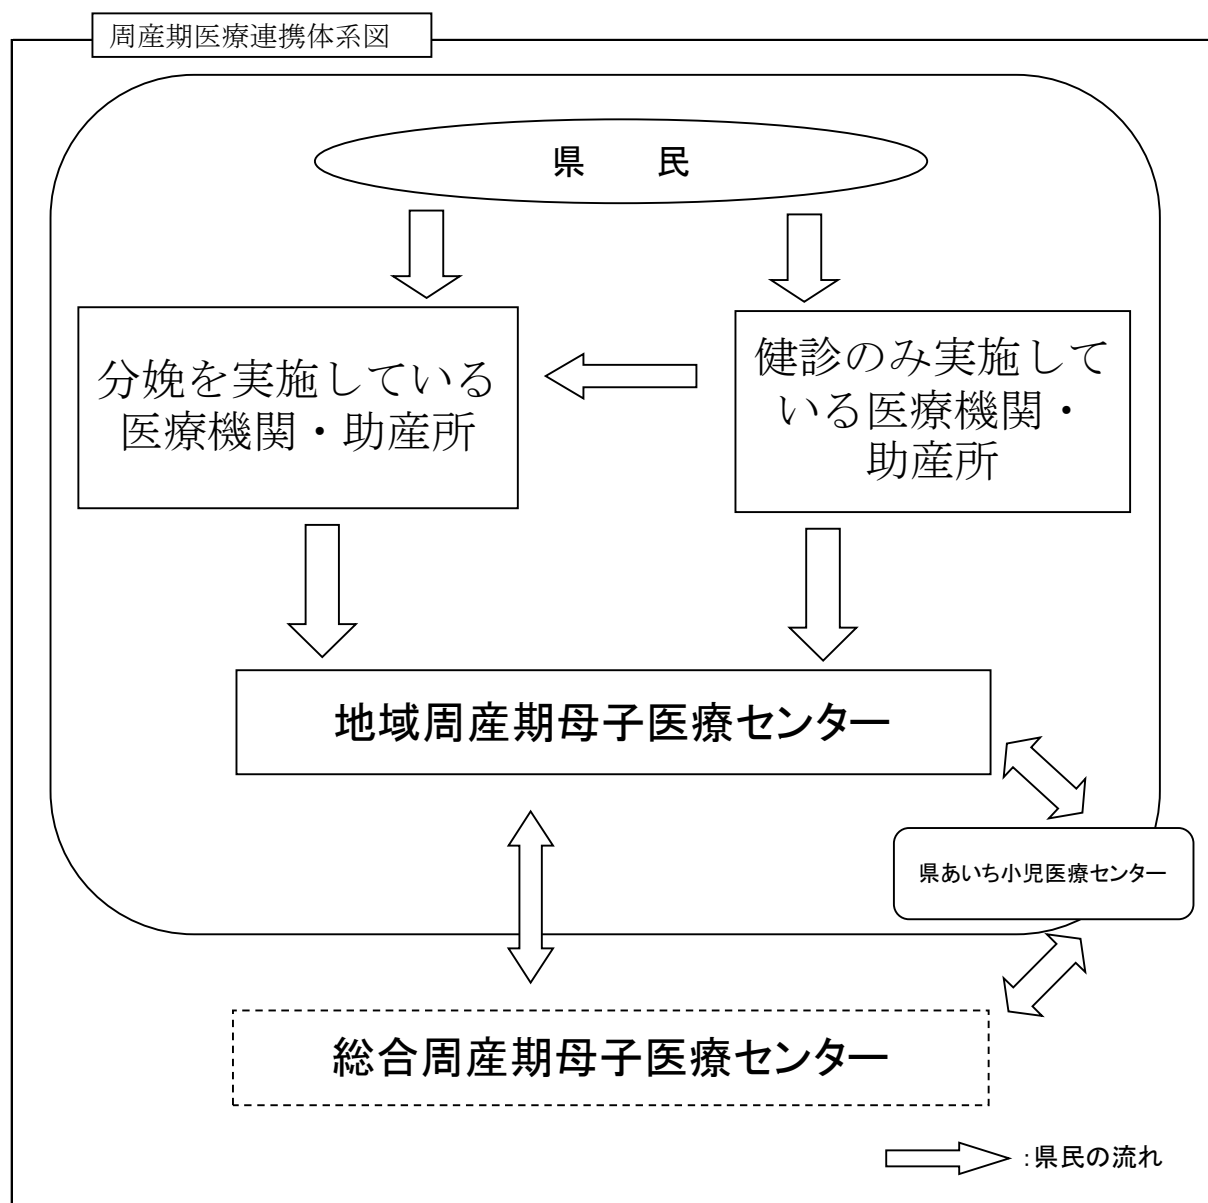 周産期医療連携体系図
県　　民
分娩を実施している
医療機関・助産所
健診のみ実施して
いる医療機関・
助産所
地域周産期母子医療センター
県あいち小児医療センター
総合周産期母子医療センター
：県民の流れ